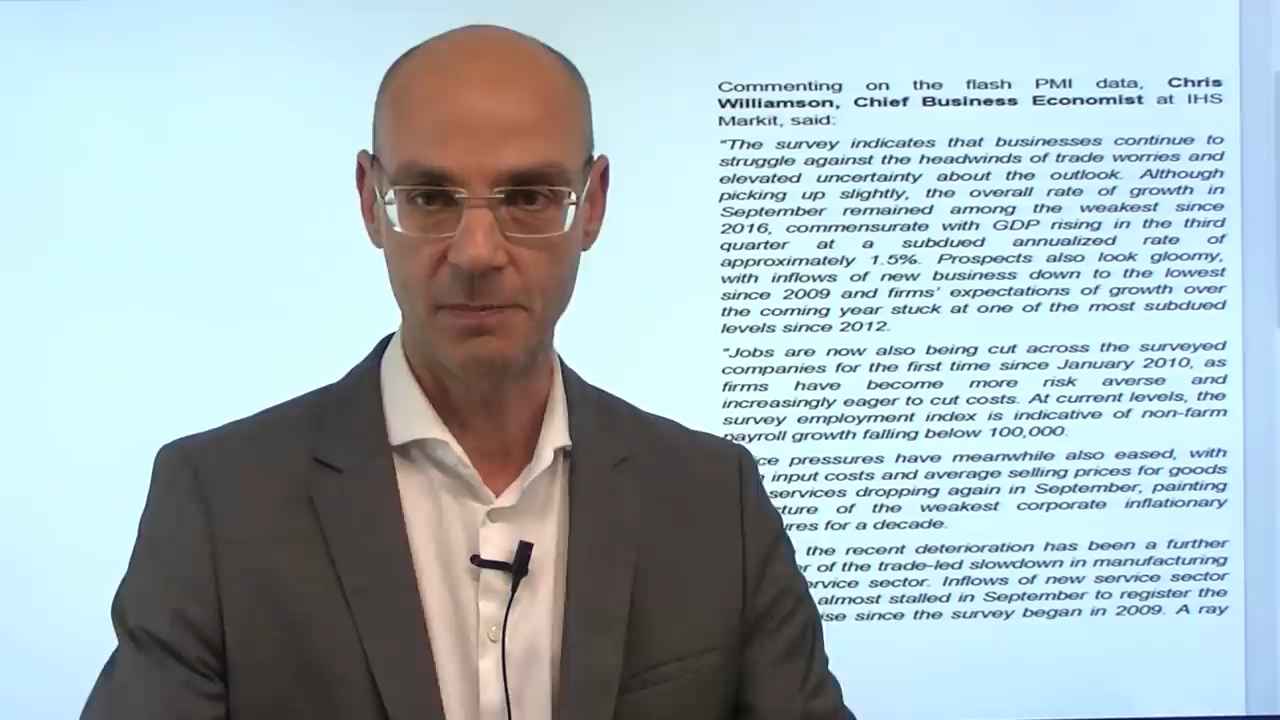 Commenting on the flash PMI data, Chris
Williamson, Chief Business Economist at IHS
Markit, said:
“The survey indicates that businesses continue to
struggle against the headwinds of trade worries and
elevated uncertainty about the outlook. Although
picking up slightly, the overall rate of growth in
September remained among the weakest since
2016, commensurate with GDP rising in the third
quarter at a subdued annualized rate of
approximately 1.5%. Prospects also look gloomy,
with inflows of new business down to the lowest
since 2009 and firms’ expectations of growth over
the coming year stuck at one of the most subdued
levels since 2012.
“Jobs are now also being cut across the surveyed
companies for the first time since January 2010, as
firms have become more risk averse and
increasingly eager to cut costs. At current levels, the
survey employment index is indicative of non-farm
payroll growth falling below 100,000.
pressures have meanwhile also eased, with
input costs and average selling prices for goods
services dropping again in September, painting
of the weakest corporate inflationary
for a decade.
the recent deterioration has been a further
of the trade-led slowdown in manufacturing
sector. Inflows of new service sector
almost stalled in September to register the
since the survey began in 2009. A ray